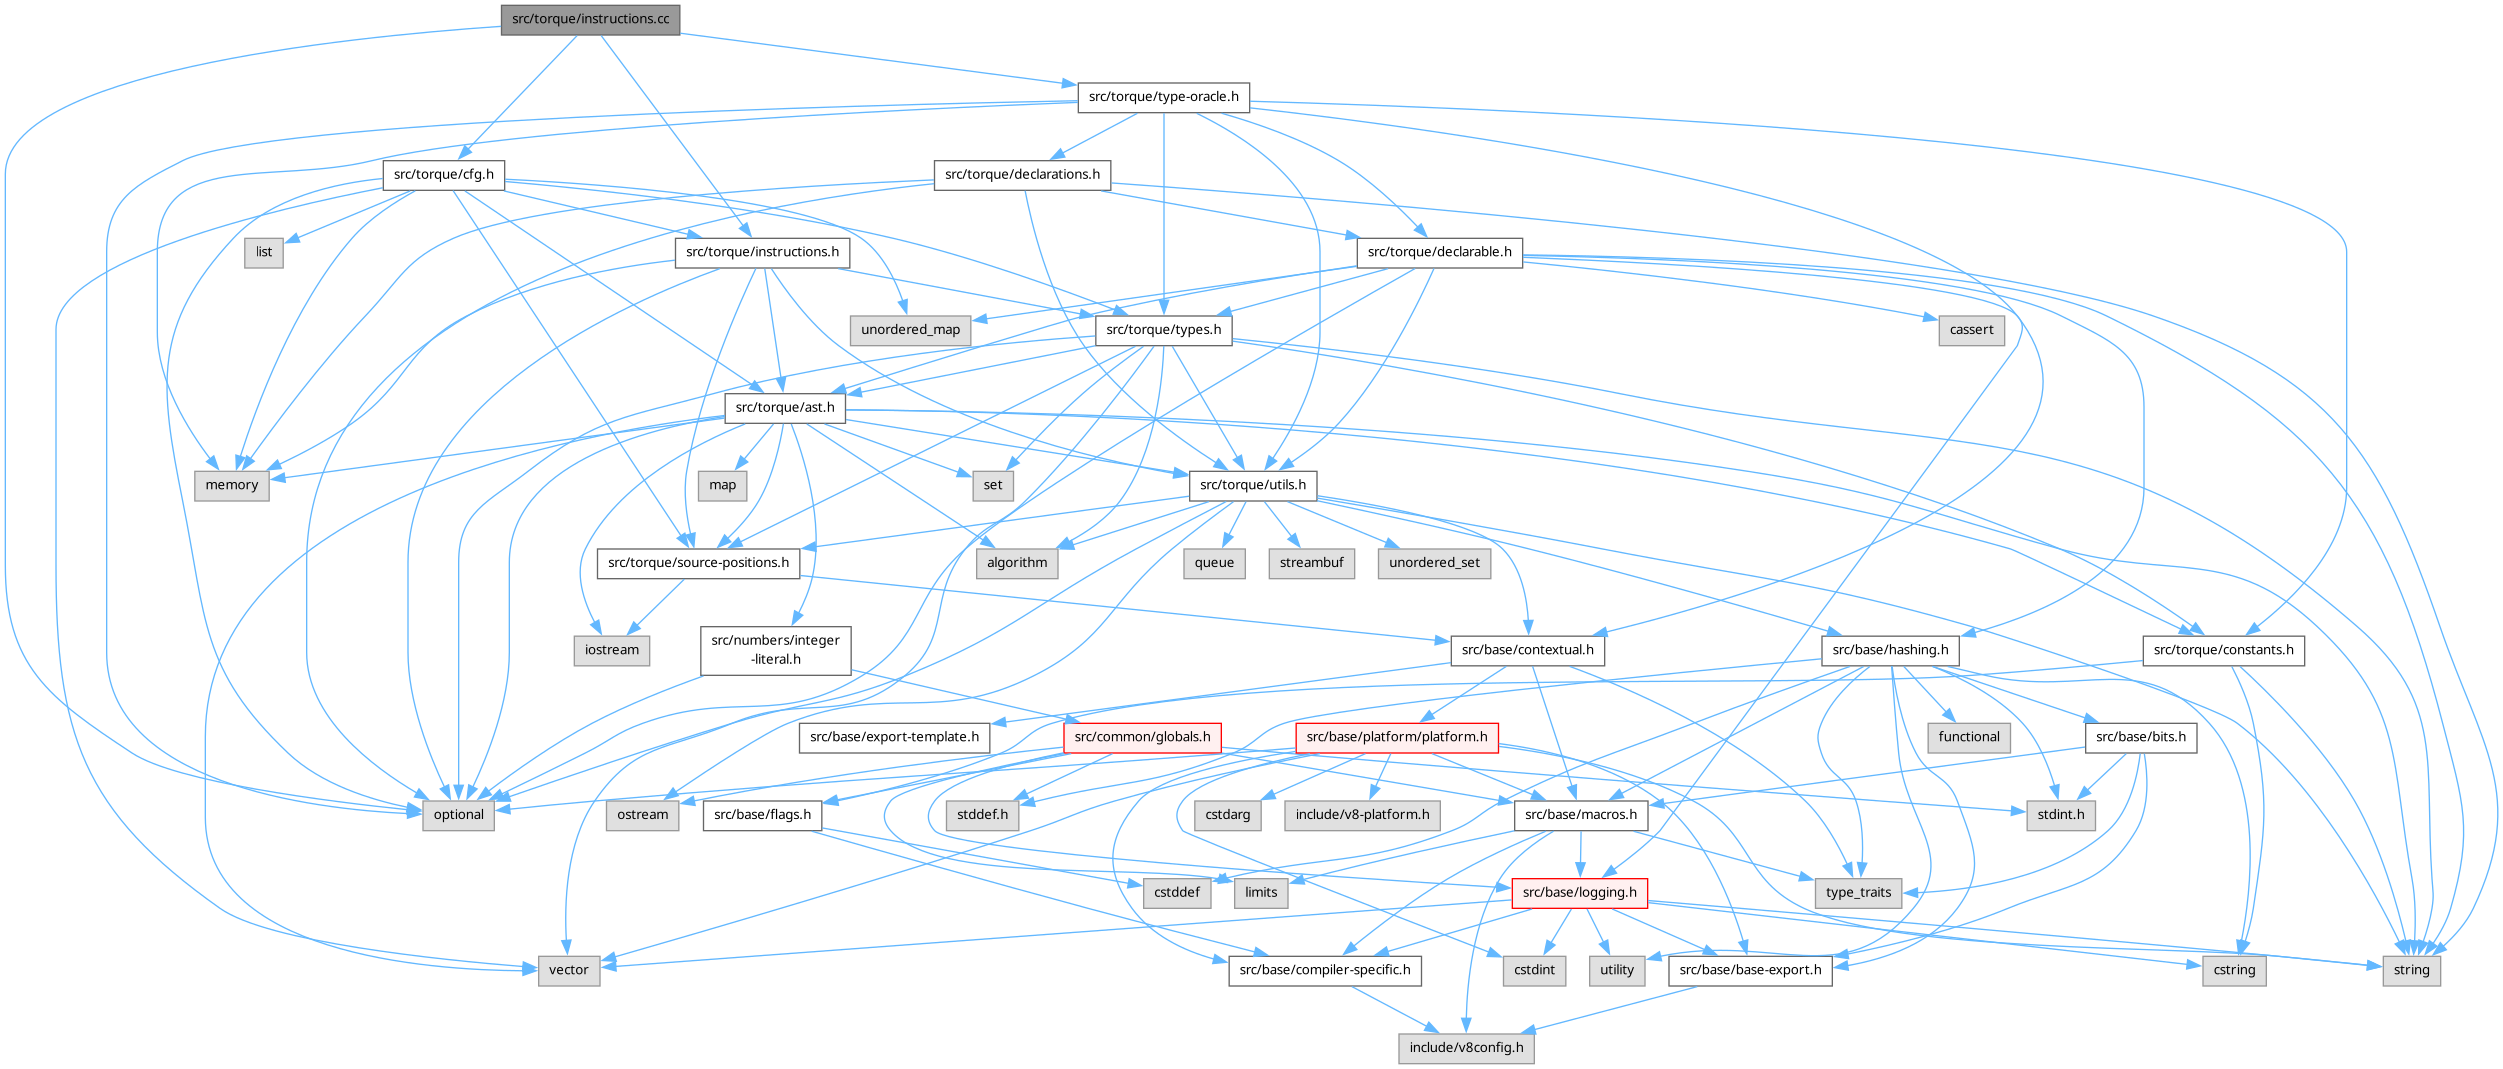 src/torque/instructions.cc
src/torque/type-oracle.h
src/torque/cfg.h
src/torque/declarations.h
list
src/torque/instructions.h
src/torque/declarable.h
unordered_map
src/torque/types.h
cassert
src/torque/ast.h
memory
map
set
src/torque/utils.h
src/torque/source-positions.h
algorithm
queue
streambuf
unordered_set
iostream
src/numbers/integer
-literal.h
src/base/contextual.h
src/base/hashing.h
src/torque/constants.h
src/base/export-template.h
src/common/globals.h
src/base/platform/platform.h
functional
src/base/bits.h
optional
ostream
src/base/flags.h
stddef.h
cstdarg
include/v8-platform.h
src/base/macros.h
stdint.h
cstddef
limits
src/base/logging.h
type_traits
vector
src/base/compiler-specific.h
cstdint
utility
src/base/base-export.h
cstring
string
include/v8config.h